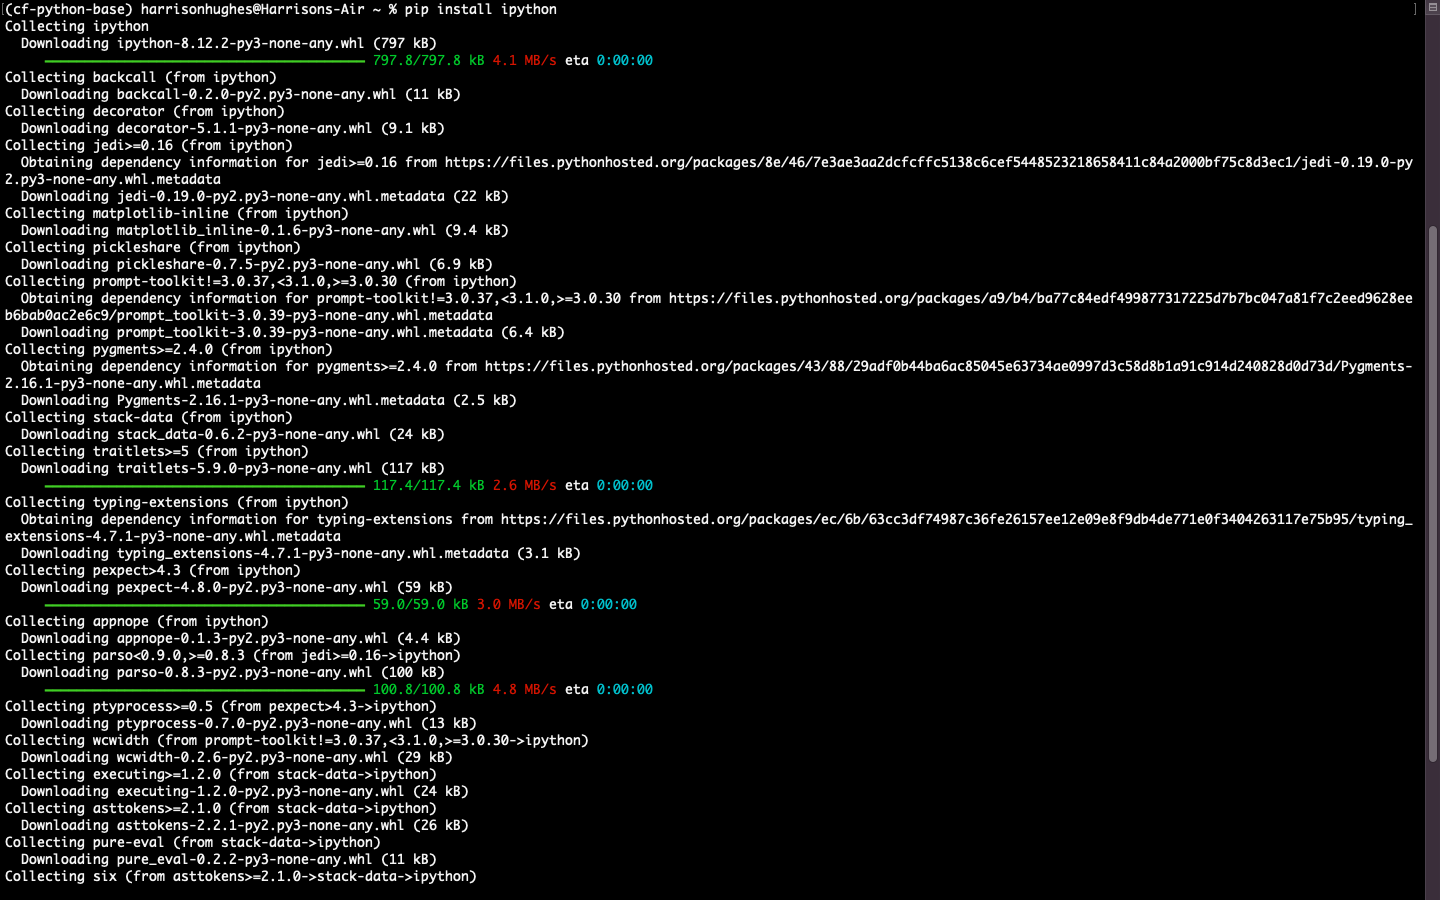 (cf-python-base) harrisonhughes@Harrisons-Air ~ % pip install ipython
Collecting ipython
  Downloading ipython-8.12.2-py3-none-any.whl (797 kB)
     ━━━━━━━━━━━━━━━━━━━━━━━━━━━━━━━━━━━━━━━━ 797.8/797.8 kB 4.1 MB/s eta 0:00:00
Collecting backcall (from ipython)
  Downloading backcall-0.2.0-py2.py3-none-any.whl (11 kB)
Collecting decorator (from ipython)
  Downloading decorator-5.1.1-py3-none-any.whl (9.1 kB)
Collecting jedi>=0.16 (from ipython)
  Obtaining dependency information for jedi>=0.16 from https://files.pythonhosted.org/packages/8e/46/7e3ae3aa2dcfcffc5138c6cef5448523218658411c84a2000bf75c8d3ec1/jedi-0.19.0-py
2.py3-none-any.whl.metadata
  Downloading jedi-0.19.0-py2.py3-none-any.whl.metadata (22 kB)
Collecting matplotlib-inline (from ipython)
  Downloading matplotlib_inline-0.1.6-py3-none-any.whl (9.4 kB)
Collecting pickleshare (from ipython)
  Downloading pickleshare-0.7.5-py2.py3-none-any.whl (6.9 kB)
Collecting prompt-toolkit!=3.0.37,<3.1.0,>=3.0.30 (from ipython)
  Obtaining dependency information for prompt-toolkit!=3.0.37,<3.1.0,>=3.0.30 from https://files.pythonhosted.org/packages/a9/b4/ba77c84edf499877317225d7b7bc047a81f7c2eed9628ee
b6bab0ac2e6c9/prompt_toolkit-3.0.39-py3-none-any.whl.metadata
  Downloading prompt_toolkit-3.0.39-py3-none-any.whl.metadata (6.4 kB)
Collecting pygments>=2.4.0 (from ipython)
  Obtaining dependency information for pygments>=2.4.0 from https://files.pythonhosted.org/packages/43/88/29adf0b44ba6ac85045e63734ae0997d3c58d8b1a91c914d240828d0d73d/Pygments-
2.16.1-py3-none-any.whl.metadata
  Downloading Pygments-2.16.1-py3-none-any.whl.metadata (2.5 kB)
Collecting stack-data (from ipython)
  Downloading stack_data-0.6.2-py3-none-any.whl (24 kB)
Collecting traitlets>=5 (from ipython)
  Downloading traitlets-5.9.0-py3-none-any.whl (117 kB)
     ━━━━━━━━━━━━━━━━━━━━━━━━━━━━━━━━━━━━━━━━ 117.4/117.4 kB 2.6 MB/s eta 0:00:00
Collecting typing-extensions (from ipython)
  Obtaining dependency information for typing-extensions from https://files.pythonhosted.org/packages/ec/6b/63cc3df74987c36fe26157ee12e09e8f9db4de771e0f3404263117e75b95/typing_
extensions-4.7.1-py3-none-any.whl.metadata
  Downloading typing_extensions-4.7.1-py3-none-any.whl.metadata (3.1 kB)
Collecting pexpect>4.3 (from ipython)
  Downloading pexpect-4.8.0-py2.py3-none-any.whl (59 kB)
     ━━━━━━━━━━━━━━━━━━━━━━━━━━━━━━━━━━━━━━━━ 59.0/59.0 kB 3.0 MB/s eta 0:00:00
Collecting appnope (from ipython)
  Downloading appnope-0.1.3-py2.py3-none-any.whl (4.4 kB)
Collecting parso<0.9.0,>=0.8.3 (from jedi>=0.16->ipython)
  Downloading parso-0.8.3-py2.py3-none-any.whl (100 kB)
     ━━━━━━━━━━━━━━━━━━━━━━━━━━━━━━━━━━━━━━━━ 100.8/100.8 kB 4.8 MB/s eta 0:00:00
Collecting ptyprocess>=0.5 (from pexpect>4.3->ipython)
  Downloading ptyprocess-0.7.0-py2.py3-none-any.whl (13 kB)
Collecting wcwidth (from prompt-toolkit!=3.0.37,<3.1.0,>=3.0.30->ipython)
  Downloading wcwidth-0.2.6-py2.py3-none-any.whl (29 kB)
Collecting executing>=1.2.0 (from stack-data->ipython)
  Downloading executing-1.2.0-py2.py3-none-any.whl (24 kB)
Collecting asttokens>=2.1.0 (from stack-data->ipython)
  Downloading asttokens-2.2.1-py2.py3-none-any.whl (26 kB)
Collecting pure-eval (from stack-data->ipython)
  Downloading pure_eval-0.2.2-py3-none-any.whl (11 kB)
Collecting six (from asttokens>=2.1.0->stack-data->ipython)